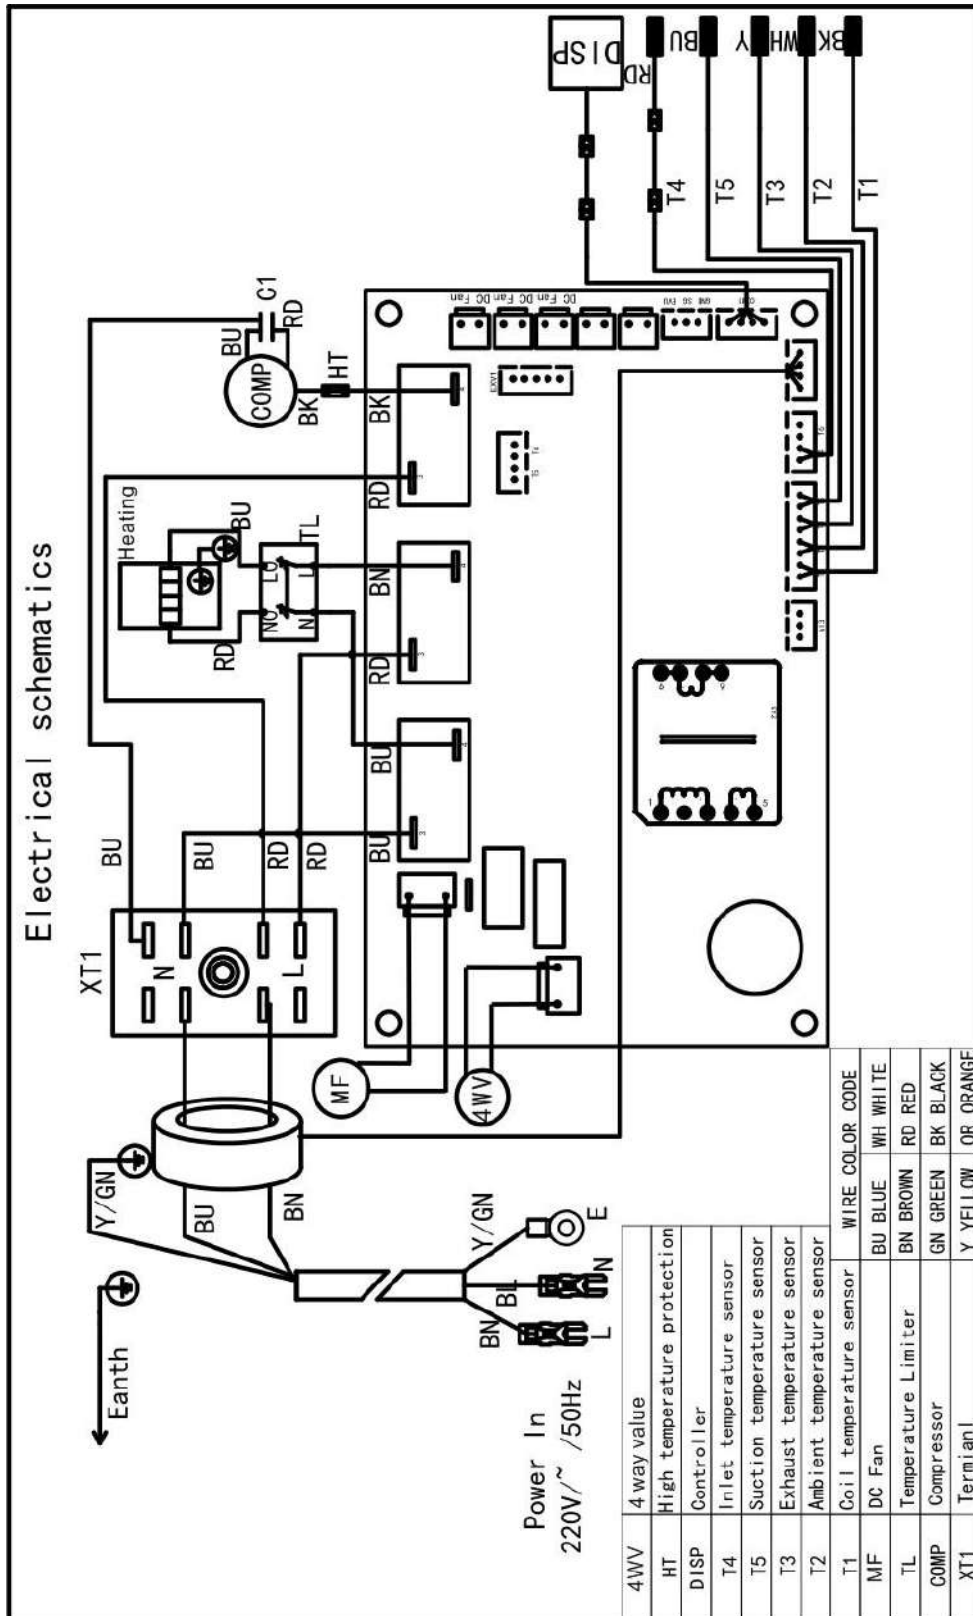 Electrical schematics
XT1
N
L
BU
BU
RD
RD
Heating
RD
BU
NO
LO
N
L
TL
COMP
BU
RD
C1
BK
HT
BK
RD
BN
RD
BU
BU
MF
4WV
DISP
RD
BU
Y
WH
BK
T4
T5
T3
T2
T1
DC Fan
DC Fan
DC Fan
EXV1
Eanth
Y/GN
BU
BN
Y/GN
BL
BN
E
N
L
Power In
220V/~ /50Hz
4WV 4 way value
HT High temperature protection
DISP Controller
T4 Inlet temperature sensor
T5 Suction temperature sensor
T3 Exhaust temperature sensor
T2 Ambient temperature sensor
T1 Coil temperature sensor WIRE COLOR CODE
MF DC Fan BU BLUE WH WHITE
TL Temperature Limiter BN BROWN RD RED
COMP Compressor GN GREEN BK BLACK
XT1 Termianl Y YELLOW OR ORANGE